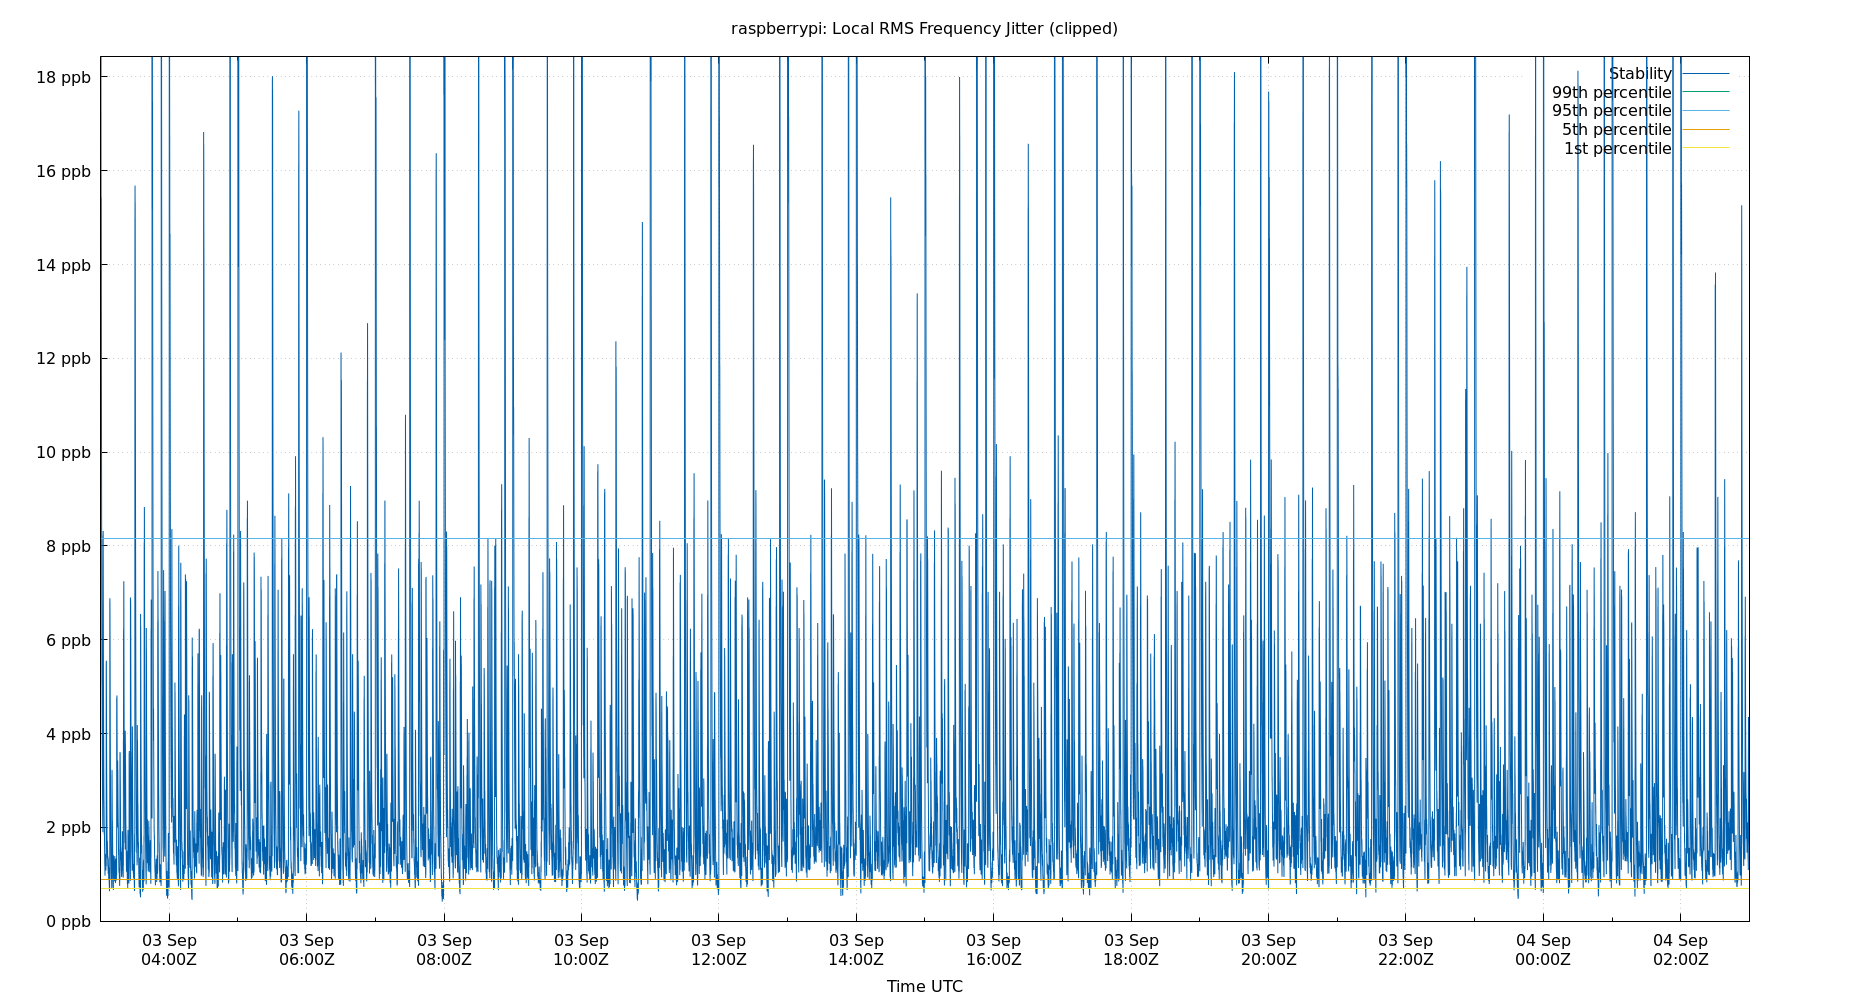 raspberrypi: Local RMS Frequency Jitter (clipped)
18 ppb
16 ppb
14 ppb
12 ppb
10 ppb
8 ppb
6 ppb
4 ppb
2 ppb
0 ppb
Stability
99th percentile
95th percentile
5th percentile
1st percentile
03 Sep 03 Sep 03 Sep 03 Sep 03 Sep 03 Sep 03 Sep 03 Sep 03 Sep 03 Sep 04 Sep 04 Sep
04:00Z 06:00Z 08:00Z 10:00Z 12:00Z 14:00Z 16:00Z 18:00Z 20:00Z 22:00Z 00:00Z 02:00Z
Time UTC